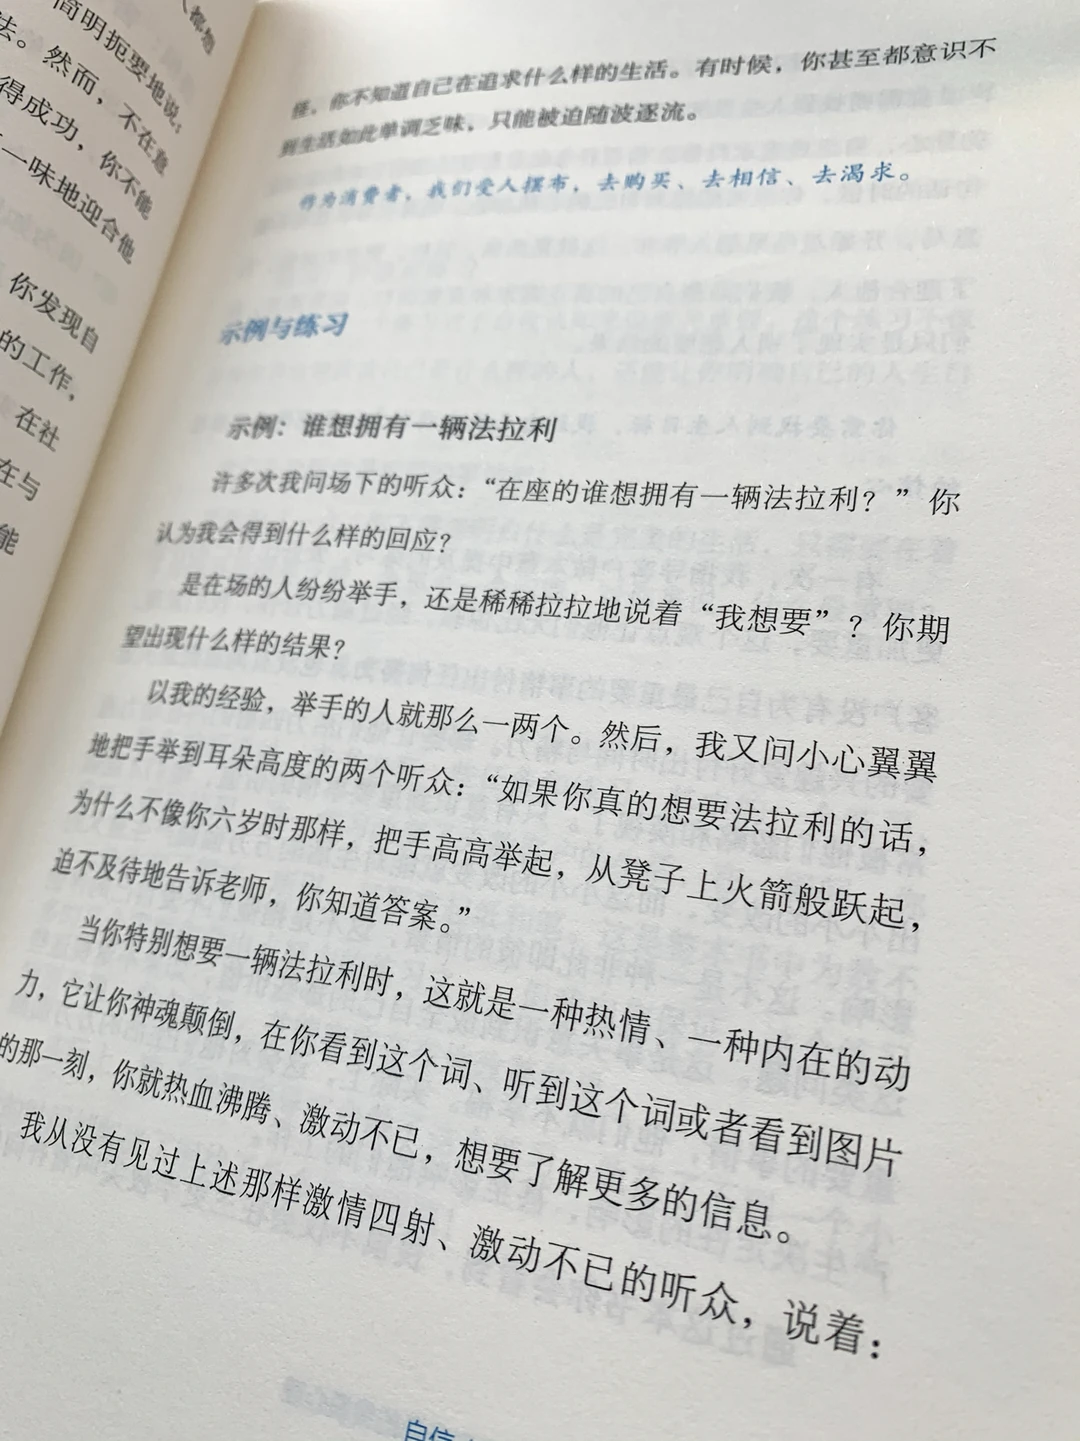 人都想
简明扼要地说，
法。然而，不在意
得成功，你不能
一味地迎合他
你发现自
的工作，
在社
在与
能
怪，你不知道自己在追求什么样的生活。有时候，你甚至都意识不
到生活如此单调乏味，只能被迫随波逐流。
作为消费者，我们受人摆布，去购买、去相信、去渴求。
示例与练习
示例：谁想拥有一辆法拉利
许多次我问场下的听众：“在座的谁想拥有一辆法拉利？”你
认为我会得到什么样的回应？
是在场的人纷纷举手，还是稀稀拉拉地说着“我想要”？你期
望出现什么样的结果？
以我的经验，举手的人就那么一两个。然后，我又问小心翼翼
地把手举到耳朵高度的两个听众：“如果你真的想要法拉利的话，
为什么不像你六岁时那样，把手高高举起，从凳子上火箭般跃起，
迫不及待地告诉老师，你知道答案。”
当你特别想要一辆法拉利时，这就是一种热情、一种内在的动
力，它让你神魂颠倒，在你看到这个词、听到这个词或者看到图片
的那一刻，你就热血沸腾、激动不已，想要了解更多的信息。
我从没有见过上述那样激情四射、激动不已的听众，说着：
自信